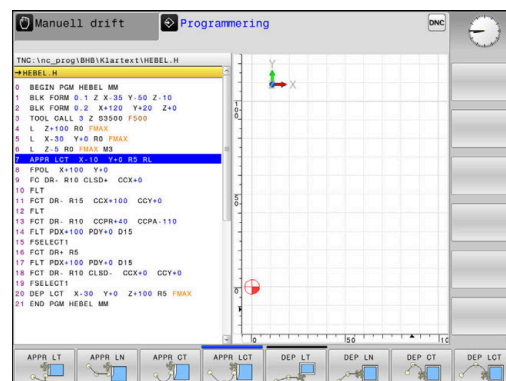 Manuell drift
Programmering
DNC
TNC:\nc_prog\BHB\Klartext\HEBEL.H
→HEBEL.H
0 BEGIN PGM HEBEL MM
1 BLK FORM 0.1 Z X-35 Y-50 Z-10
2 BLK FORM 0.2 X+120 Y+20 Z+0
3 TOOL CALL 3 Z S3500 F500
4 L Z+100 R0 FMAX
5 L X-30 Y+0 R0 FMAX
6 L Z-5 R0 FMAX M3
7 APPR LCT X-10 Y+0 R5 RL
8 FPOL X+100 Y+0
9 FC DR- R10 CLSD+ CCX+0
10 FLT
11 FCT DR- R15 CCX+100 CCY+0
12 FLT
13 FCT DR- R10 CCPR+40 CCPA-110
14 FLT PDX+100 PDY+0 D15
15 FSELECT1
16 FCT DR+ R5
17 FLT PDX+100 PDY+0 D15
18 FCT DR- R10 CLSD- CCX+0 CCY+0
19 FSELECT1
20 DEP LCT X-30 Y+0 Z+100 R5 FMAX
21 END PGM HEBEL MM
Y
X
100
50
0
0 50 10
APPR LT APPR LN APPR CT APPR LCT DEP LT DEP LN DEP CT DEP LCT